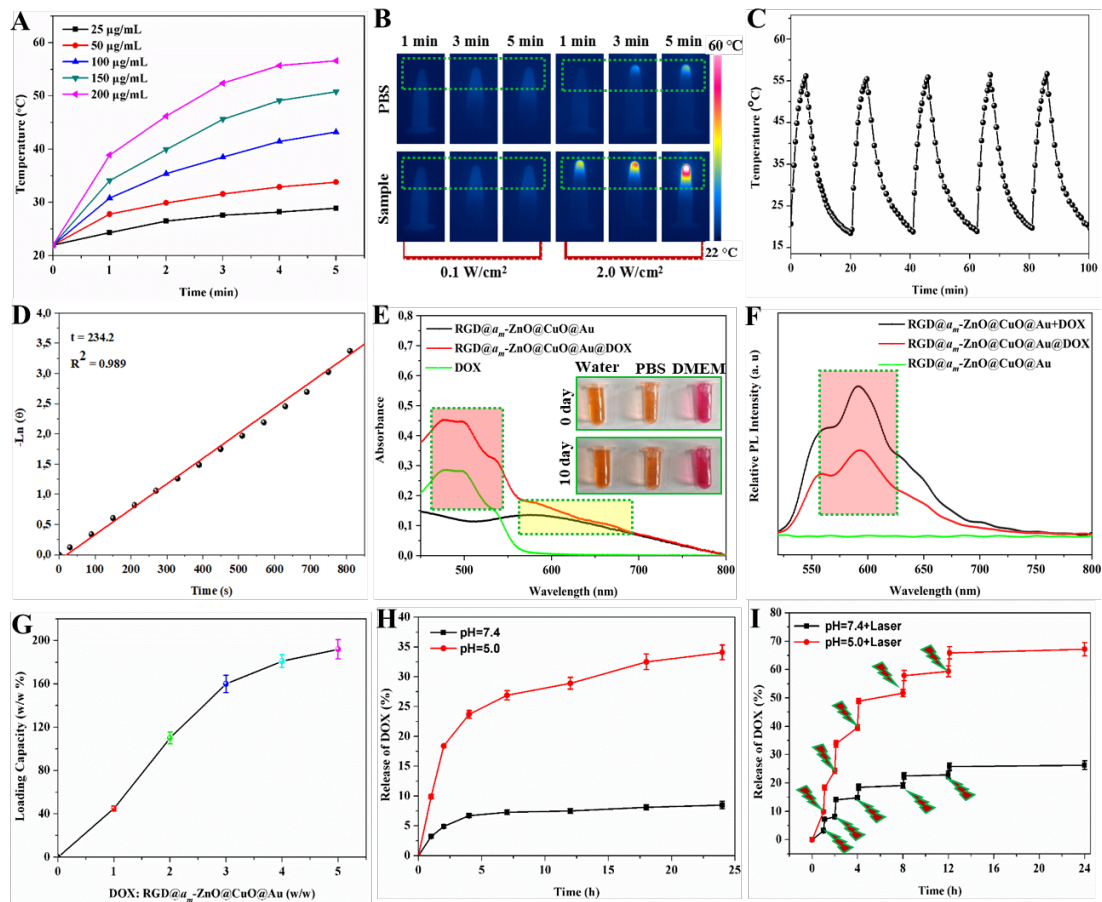 A
25 µg/mL
50 µg/mL
100 µg/mL
150 µg/mL
200 µg/mL
Temperature (°C)
60
50
40
30
20
0 1 2 3 4 5
Time (min)
B
1 min 3 min 5 min 1 min 3 min 5 min
60 °C
PBS
Sample
22 °C
0.1 W/cm²
2.0 W/cm²
C
Temperature (°C)
55
45
35
25
15
0 20 40 60 80 100
Time (min)
D
t = 234.2
R² = 0.989
-Ln (Θ)
4,0
3,5
3,0
2,5
2,0
1,5
1,0
0,5
0,0
0 100 200 300 400 500 600 700 800
Time (s)
E
RGD@aₘ-ZnO@CuO@Au
RGD@aₘ-ZnO@CuO@Au@DOX
DOX
Water PBS DMEM
0 day
10 day
Absorbance
0,8
0,7
0,6
0,5
0,4
0,3
0,2
0,1
0,0
500 600 700 800
Wavelength (nm)
F
RGD@aₘ-ZnO@CuO@Au+DOX
RGD@aₘ-ZnO@CuO@Au@DOX
RGD@aₘ-ZnO@CuO@Au
Relative PL Intensity (a. u)
550 600 650 700 750 800
Wavelength (nm)
G
Loading Capacity (w/w %)
200
160
120
80
40
0
0 1 2 3 4 5
DOX: RGD@aₘ-ZnO@CuO@Au (w/w)
H
pH=7.4
pH=5.0
Release of DOX (%)
40
35
30
25
20
15
10
5
0
0 4 8 12 16 20 24
Time (h)
I
pH=7.4+Laser
pH=5.0+Laser
Release of DOX (%)
80
70
60
50
40
30
20
10
0
0 4 8 12 16 20 24
Time (h)